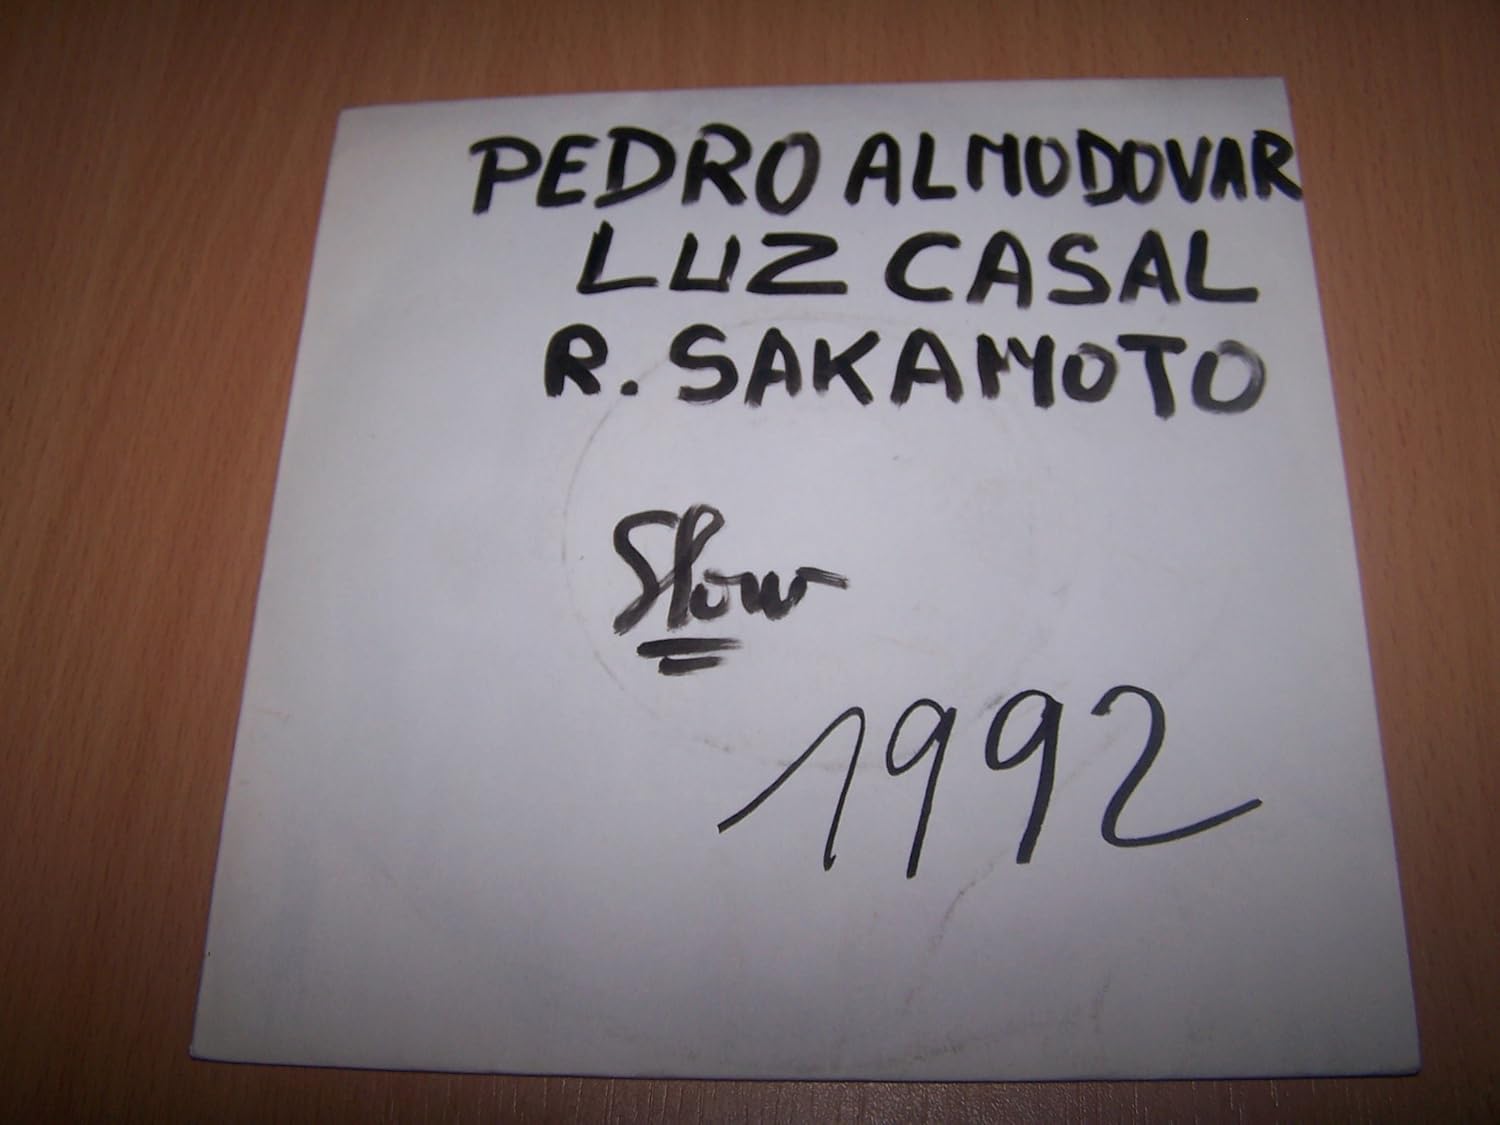 PEDRO ALMODOVAR
LUZ CASAL
R. SAKAMOTO
Slow
1992